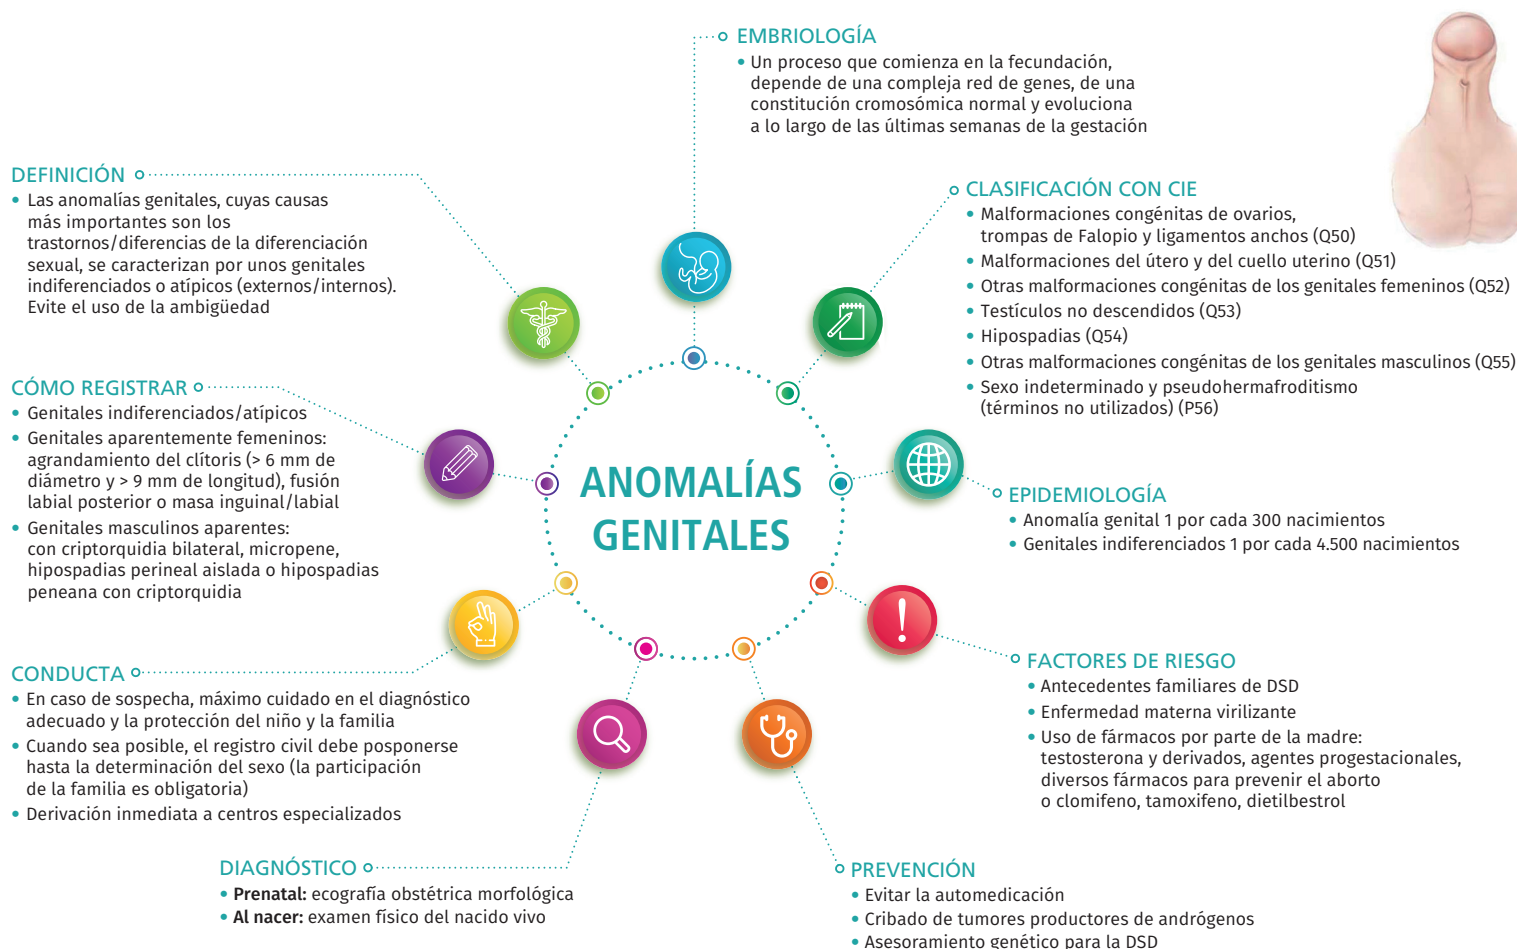 EMBRIOLOGÍA
• Un proceso que comienza en la fecundación,
depende de una compleja red de genes, de una
constitución cromosómica normal y evoluciona
a lo largo de las últimas semanas de la gestación
DEFINICIÓN
• Las anomalías genitales, cuyas causas
más importantes son los
trastornos/diferencias de la diferenciación
sexual, se caracterizan por unos genitales
indiferenciados o atípicos (externos/internos).
Evite el uso de la ambigüedad
CLASIFICACIÓN CON CIE
• Malformaciones congénitas de ovarios,
trompas de Falopio y ligamentos anchos (Q50)
• Malformaciones del útero y del cuello uterino (Q51)
• Otras malformaciones congénitas de los genitales femeninos (Q52)
• Testículos no descendidos (Q53)
• Hipospadias (Q54)
• Otras malformaciones congénitas de los genitales masculinos (Q55)
• Sexo indeterminado y pseudohermafroditismo
(términos no utilizados) (P56)
CÓMO REGISTRAR
• Genitales indiferenciados/atípicos
• Genitales aparentemente femeninos:
agrandamiento del clítoris (> 6 mm de
diámetro y > 9 mm de longitud), fusión
labial posterior o masa inguinal/labial
• Genitales masculinos aparentes:
con criptorquidia bilateral, micropene,
hipospadias perineal aislada o hipospadias
peneana con criptorquidia
ANOMALÍAS
GENITALES
EPIDEMIOLOGÍA
• Anomalía genital 1 por cada 300 nacimientos
• Genitales indiferenciados 1 por cada 4.500 nacimientos
CONDUCTA
• En caso de sospecha, máximo cuidado en el diagnóstico
adecuado y la protección del niño y la familia
• Cuando sea posible, el registro civil debe posponerse
hasta la determinación del sexo (la participación
de la familia es obligatoria)
• Derivación inmediata a centros especializados
FACTORES DE RIESGO
• Antecedentes familiares de DSD
• Enfermedad materna virilizante
• Uso de fármacos por parte de la madre:
testosterona y derivados, agentes progestacionales,
diversos fármacos para prevenir el aborto
o clomifeno, tamoxifeno, dietilbestrol
DIAGNÓSTICO
• Prenatal: ecografía obstétrica morfológica
• Al nacer: examen físico del nacido vivo
PREVENCIÓN
• Evitar la automedicación
• Cribado de tumores productores de andrógenos
• Asesoramiento genético para la DSD